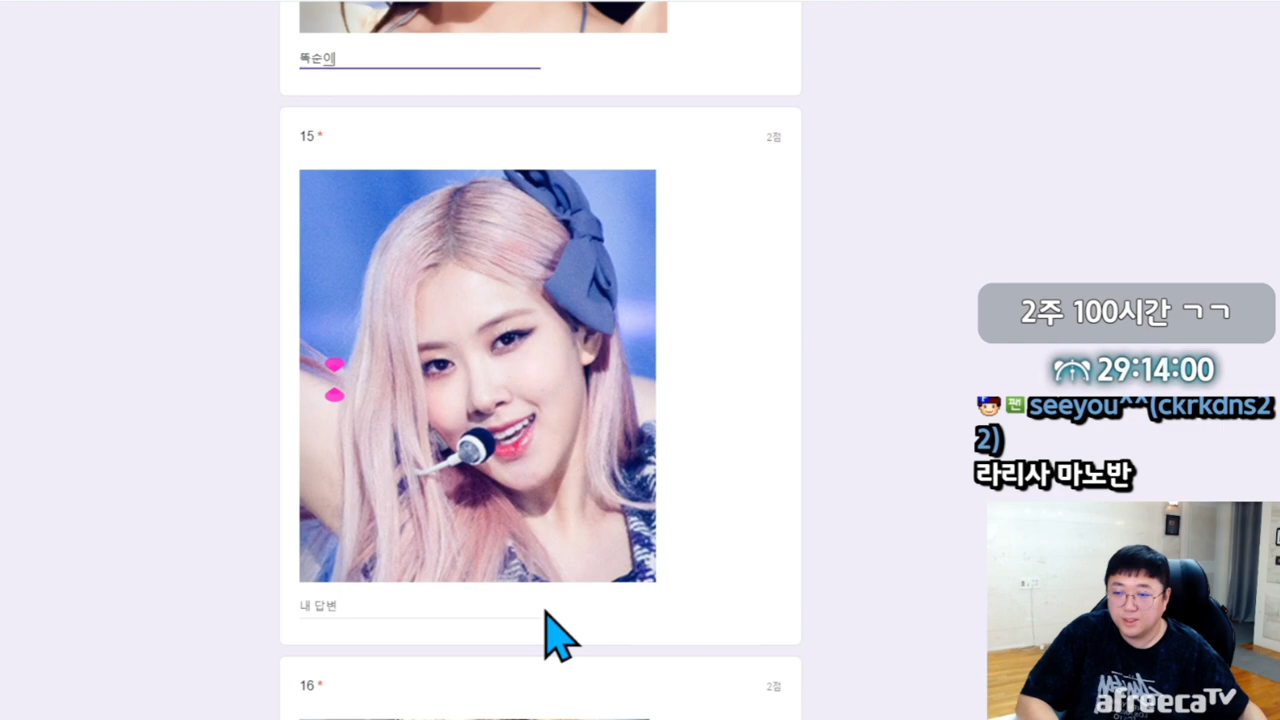 똑순이
15 *
2점
내 답변
16 *
2점
2주 100시간 ㄱㄱ
29:14:00
팬 seeyou^^(ckrkdns2
2)
라리사 마노반
afreecaTV